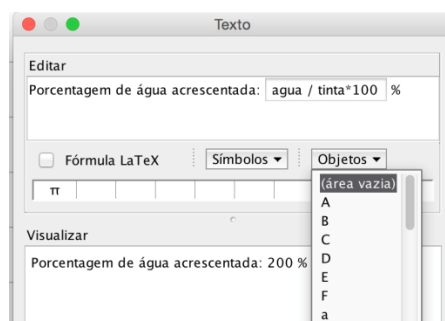 Texto
Editar
Porcentagem de água acrescentada: agua / tinta*100 %
Fórmula LaTeX Símbolos Objetos
π
(área vazia)
A
B
C
D
E
F
a
Visualizar
Porcentagem de água acrescentada: 200 %